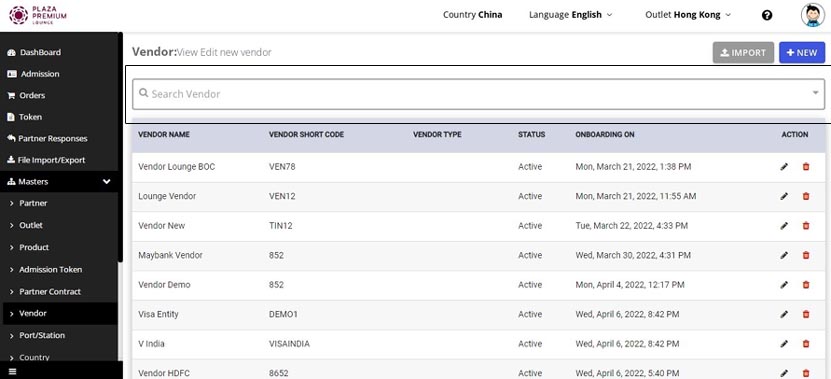 PLAZA
PREMIUM
LOUNGE
Country China
Language English
Outlet Hong Kong
DashBoard
Admission
Orders
Token
Partner Responses
File Import/Export
Masters
Partner
Outlet
Product
Admission Token
Partner Contract
Vendor
Port/Station
Country
Vendor:View Edit new vendor
IMPORT
+ NEW
Search Vendor
VENDOR NAME VENDOR SHORT CODE VENDOR TYPE STATUS ONBOARDING ON ACTION
Vendor Lounge BOC VEN78 Active Mon, March 21, 2022, 1:38 PM
Lounge Vendor VEN12 Active Mon, March 21, 2022, 11:55 AM
Vendor New TIN12 Active Tue, March 22, 2022, 4:33 PM
Maybank Vendor 852 Active Wed, March 30, 2022, 4:31 PM
Vendor Demo 852 Active Mon, April 4, 2022, 12:17 PM
Visa Entity DEMO1 Active Wed, April 6, 2022, 8:42 PM
V India VISAINDIA Active Wed, April 6, 2022, 8:42 PM
Vendor HDFC 8652 Active Wed, April 6, 2022, 5:40 PM